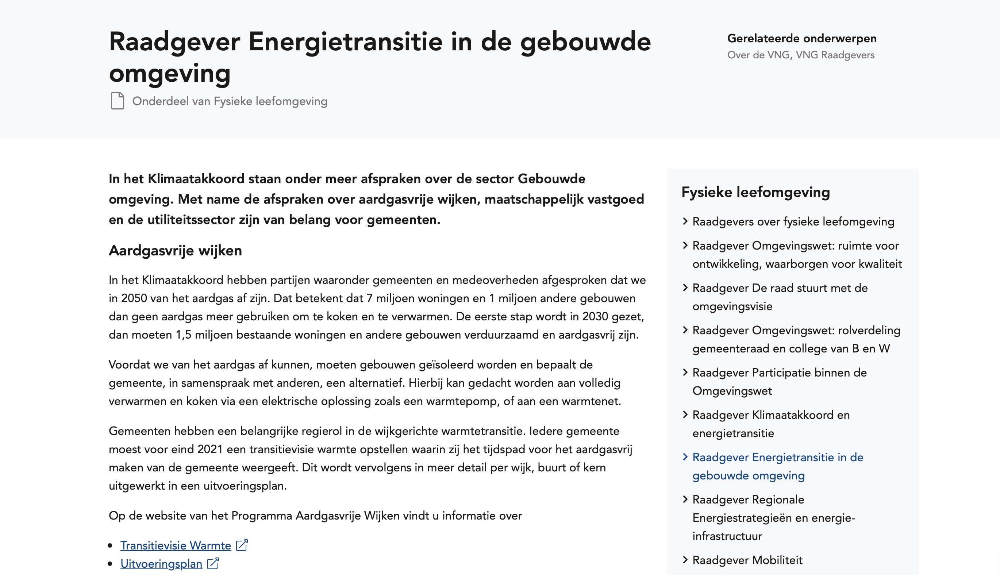 Raadgever Energietransitie in de gebouwde
omgeving
Onderdeel van Fysieke leefomgeving
Gerelateerde onderwerpen
Over de VNG, VNG Raadgevers
In het Klimaatakkoord staan onder meer afspraken over de sector Gebouwde
omgeving. Met name de afspraken over aardgasvrije wijken, maatschappelijk vastgoed
en de utiliteitssector zijn van belang voor gemeenten.
Aardgasvrije wijken
In het Klimaatakkoord hebben partijen waaronder gemeenten en medeoverheden afgesproken dat we
in 2050 van het aardgas af zijn. Dat betekent dat 7 miljoen woningen en 1 miljoen andere gebouwen
dan geen aardgas meer gebruiken om te koken en te verwarmen. De eerste stap wordt in 2030 gezet,
dan moeten 1,5 miljoen bestaande woningen en andere gebouwen verduurzaamd en aardgasvrij zijn.
Voordat we van het aardgas af kunnen, moeten gebouwen geïsoleerd worden en bepaalt de
gemeente, in samenspraak met anderen, een alternatief. Hierbij kan gedacht worden aan volledig
verwarmen en koken via een elektrische oplossing zoals een warmtepomp, of aan een warmtenet.
Gemeenten hebben een belangrijke regierol in de wijkgerichte warmtetransitie. Iedere gemeente
moest voor eind 2021 een transitievisie warmte opstellen waarin zij het tijdspad voor het aardgasvrij
maken van de gemeente weergeeft. Dit wordt vervolgens in meer detail per wijk, buurt of kern
uitgewerkt in een uitvoeringsplan.
Op de website van het Programma Aardgasvrije Wijken vindt u informatie over
• Transitievisie Warmte
• Uitvoeringsplan
Fysieke leefomgeving
Raadgevers over fysieke leefomgeving
Raadgever Omgevingswet: ruimte voor
ontwikkeling, waarborgen voor kwaliteit
Raadgever De raad stuurt met de
omgevingsvisie
Raadgever Omgevingswet: rolverdeling
gemeenteraad en college van B en W
Raadgever Participatie binnen de
Omgevingswet
Raadgever Klimaatakkoord en
energietransitie
Raadgever Energietransitie in de
gebouwde omgeving
Raadgever Regionale
Energiestrategieën en energie-
infrastructuur
Raadgever Mobiliteit